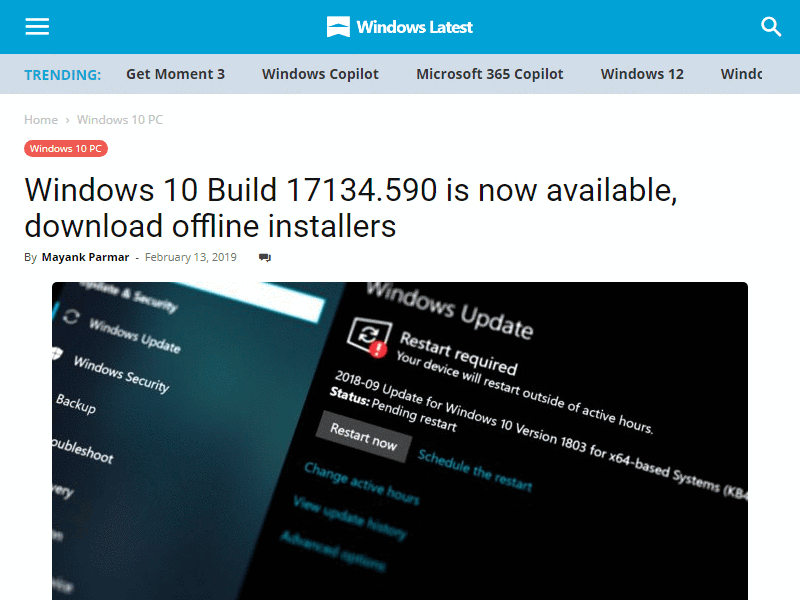 Windows Latest
TRENDING:
Get Moment 3
Windows Copilot
Microsoft 365 Copilot
Windows 12
Windc
Home › Windows 10 PC
Windows 10 PC
Windows 10 Build 17134.590 is now available,
download offline installers
By Mayank Parmar - February 13, 2019
Update & Security
Windows Update
Windows Security
Backup
oubleshoot
very
Windows Update
Restart required
Your device will restart outside of active hours.
2018-09 Update for Windows 10 Version 1803 for x64-based Systems (KB4
Status: Pending restart
Restart now
Schedule the restart
Change active hours
View update history
Advanced options